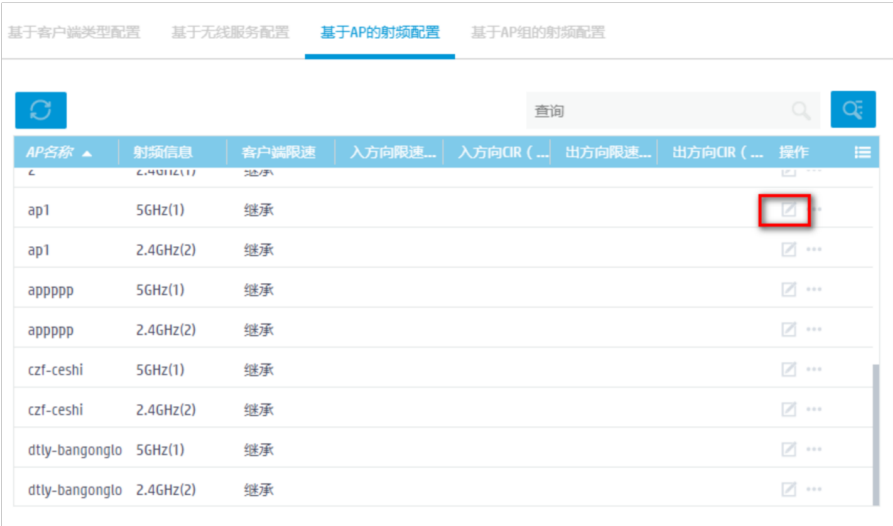 基于客户端类型配置 基于无线服务配置 基于AP的射频配置 基于AP组的射频配置
查询
AP名称 射频信息 客户端限速 入方向限速... 入方向CIR（... 出方向限速... 出方向CIR（... 操作
2.4GHz(1) 继承
ap1 5GHz(1) 继承
ap1 2.4GHz(2) 继承
appppp 5GHz(1) 继承
appppp 2.4GHz(2) 继承
czf-ceshi 5GHz(1) 继承
czf-ceshi 2.4GHz(2) 继承
dtly-bangonglo 5GHz(1) 继承
dtly-bangonglo 2.4GHz(2) 继承